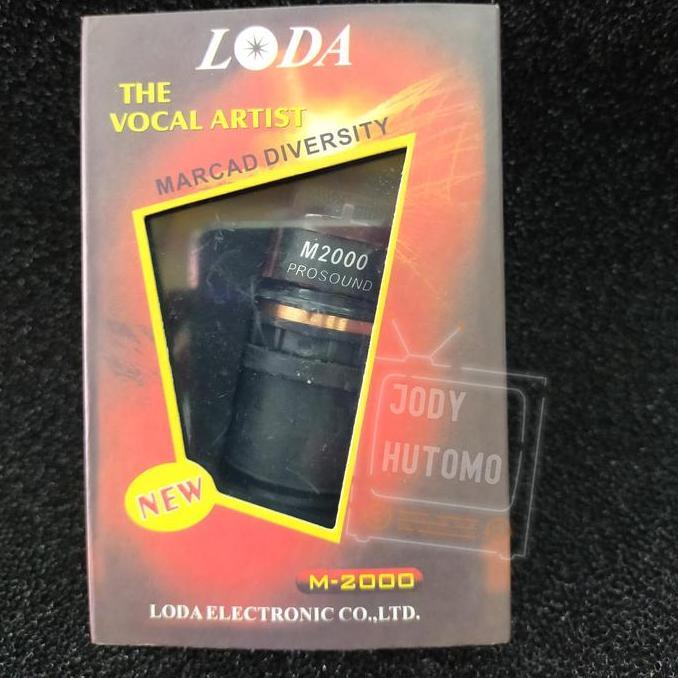 LODA
THE
VOCAL ARTIST
MARCAD DIVERSITY
M2000
PROSOUND
JODY
HUTOMO
NEW
M-2000
LODA ELECTRONIC CO.,LTD.